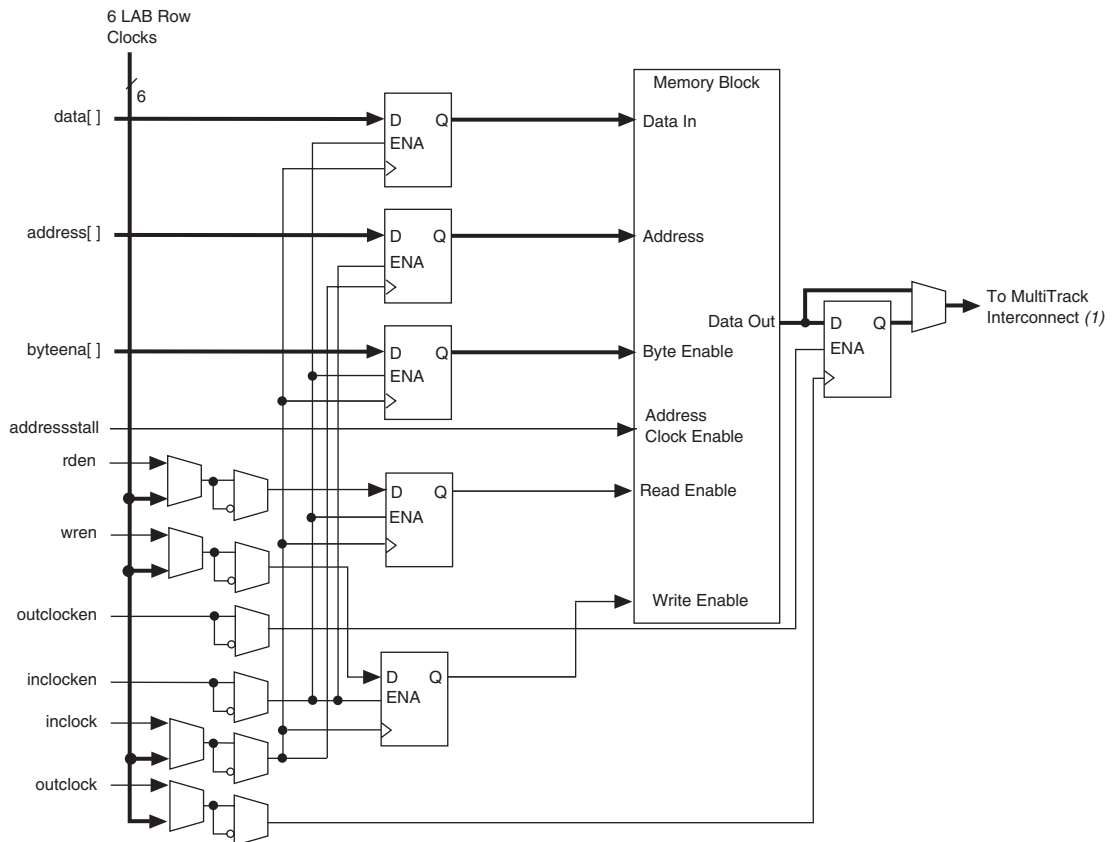 6 LAB Row
Clocks
6
data[ ]
D Q
ENA
Memory Block
Data In
address[ ]
D Q
ENA
Address
byteena[ ]
D Q
ENA
Byte Enable
Data Out
D Q
ENA
To MultiTrack
Interconnect (1)
addressstall
Address
Clock Enable
rden
D Q
ENA
Read Enable
wren
outclocken
Write Enable
inclocken
D Q
ENA
inclock
outclock